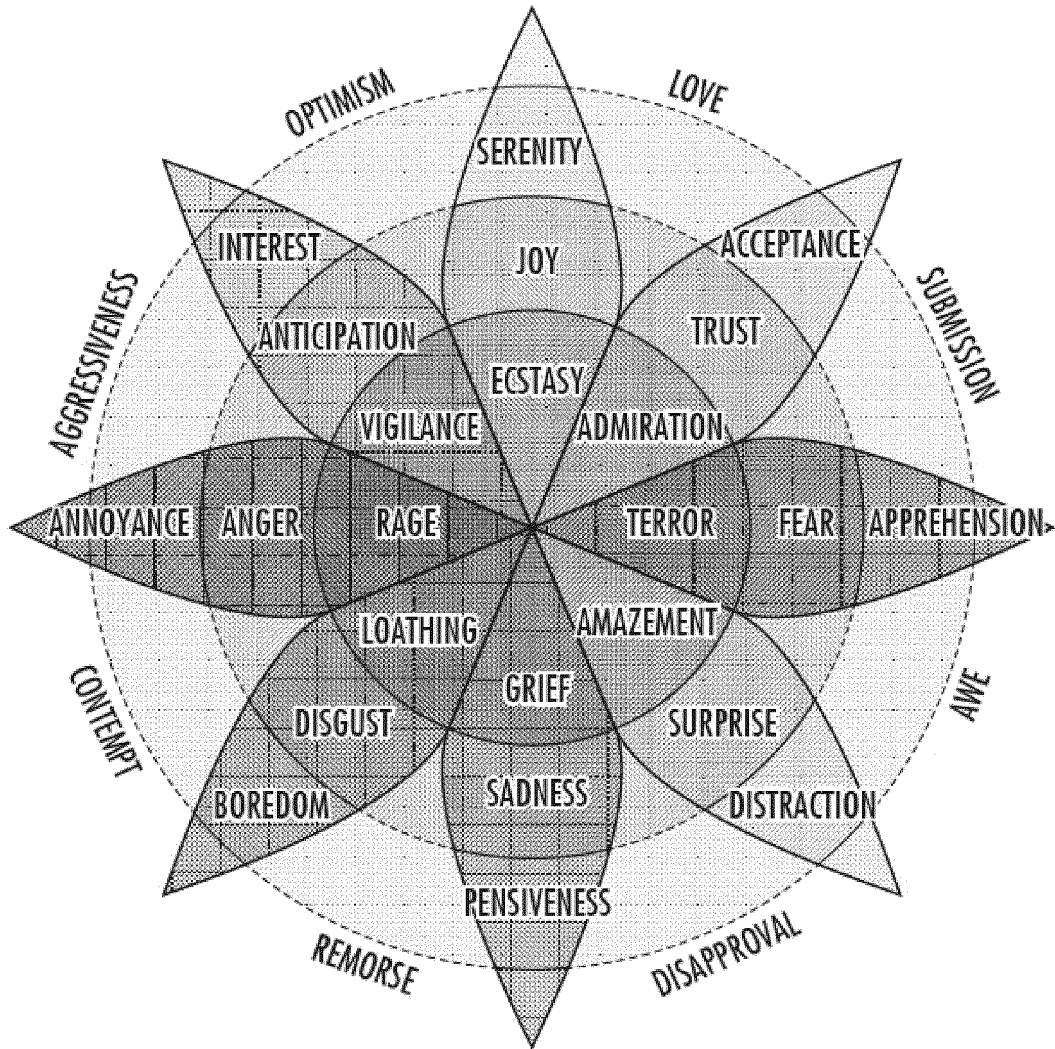 OPTIMISM
LOVE
SERENITY
INTEREST
JOY
ACCEPTANCE
AGGRESSIVENESS
ANTICIPATION
TRUST
SUBMISSION
ECSTASY
VIGILANCE
ADMIRATION
ANNOYANCE ANGER RAGE TERROR FEAR APPREHENSION
LOATHING
AMAZEMENT
GRIEF
CONTEMPT
DISGUST
SURPRISE
AWE
SADNESS
BOREDOM
DISTRACTION
PENSIVENESS
REMORSE
DISAPPROVAL